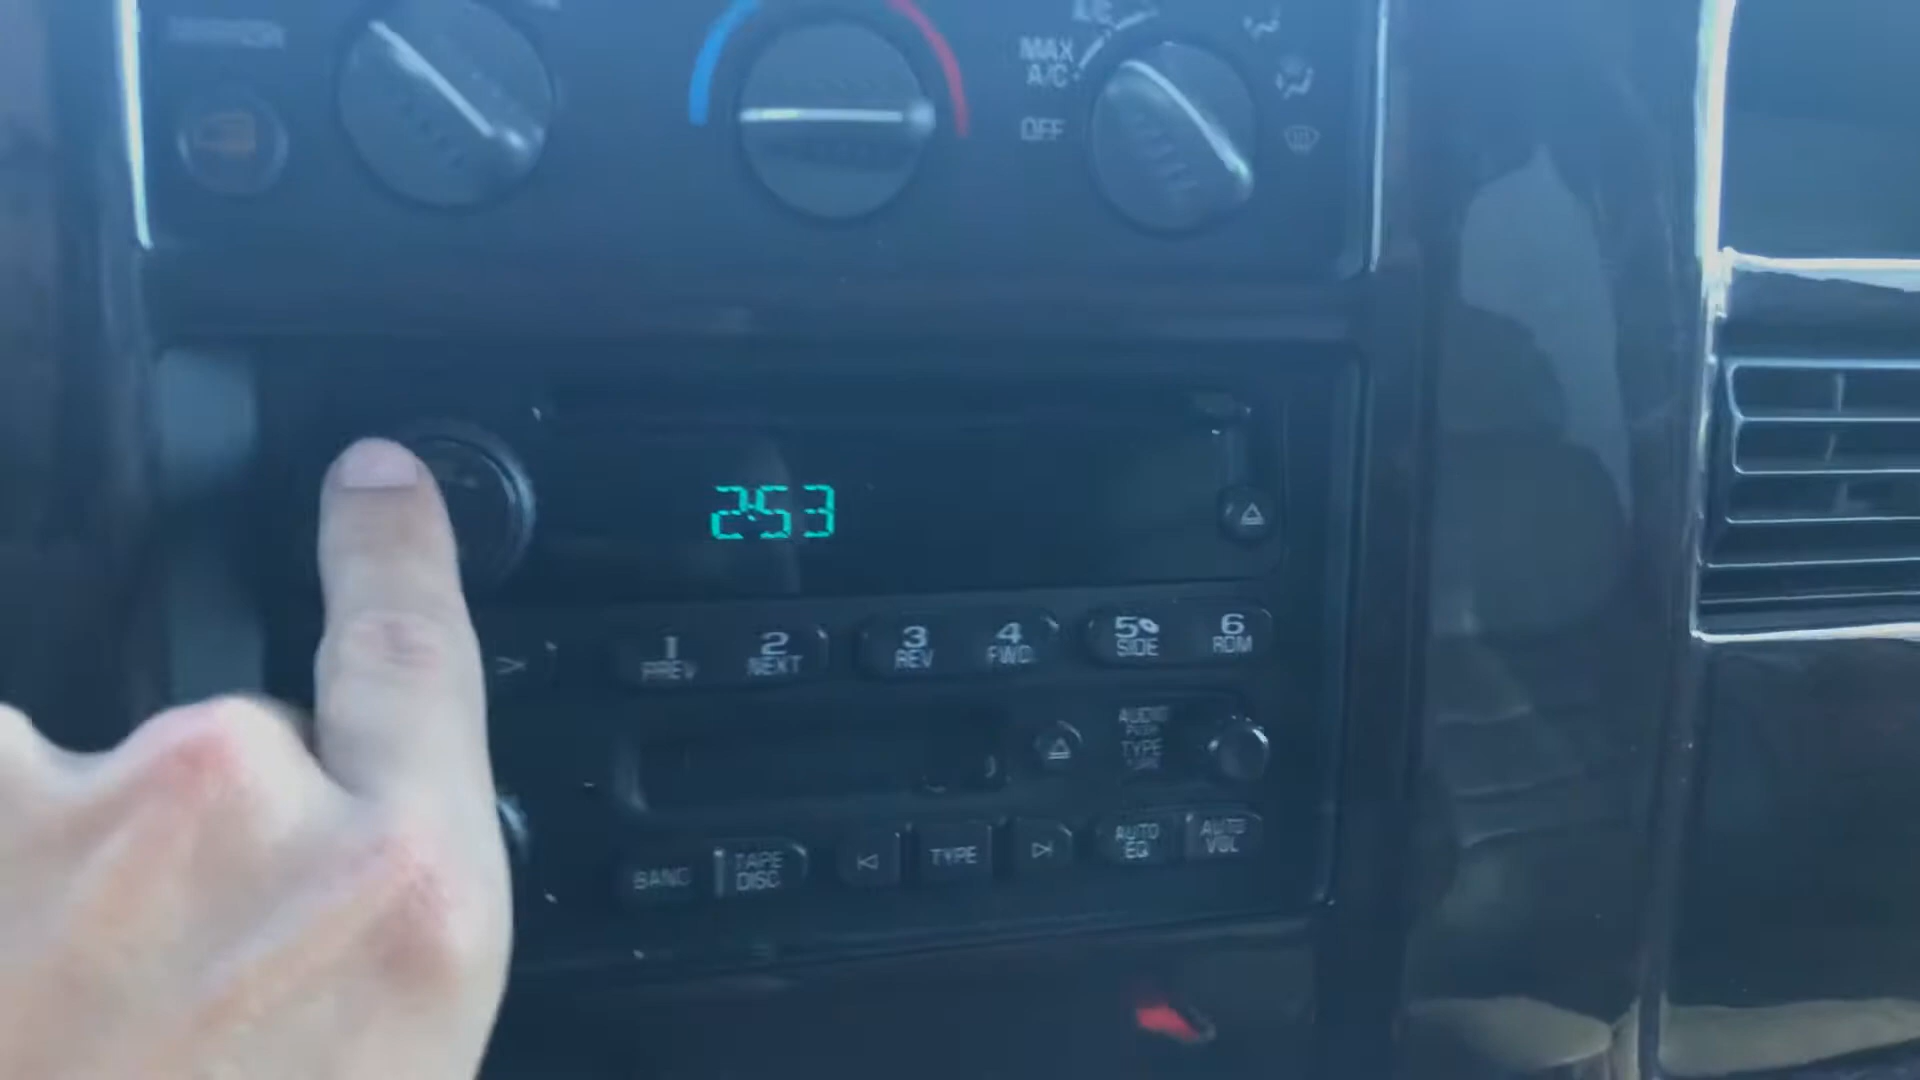 A/C
MAX
A/C
OFF
2:53
1
PREV
2
NEXT
3
REV
4
FWD
5
SIDE
6
RDM
AUDIO
PUSH
TYPE
BAND
TAPE
DISC
TYPE
AUTO
EQ
AUTO
VOL